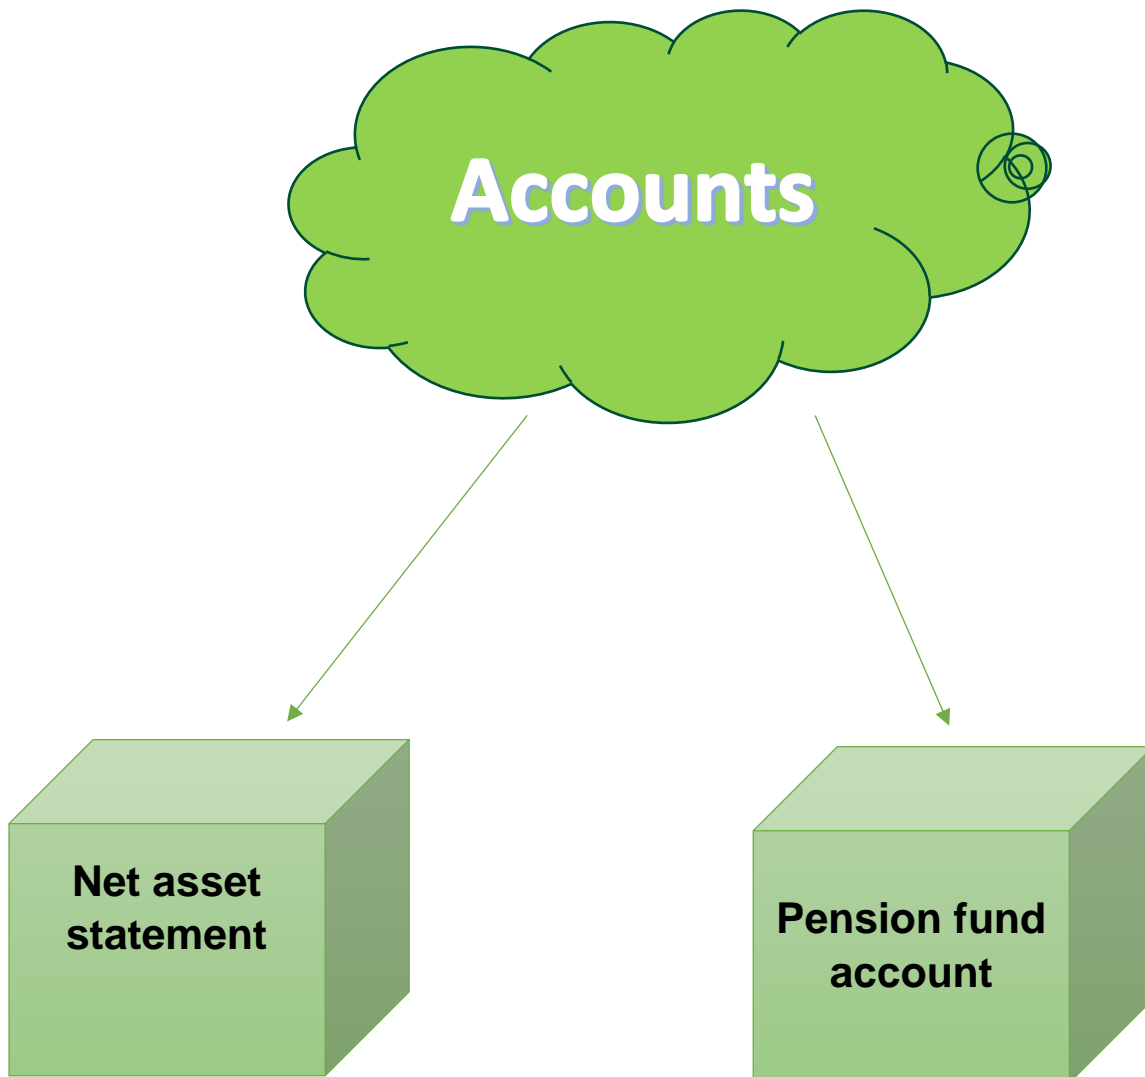 Accounts
Net asset
statement
Pension fund
account